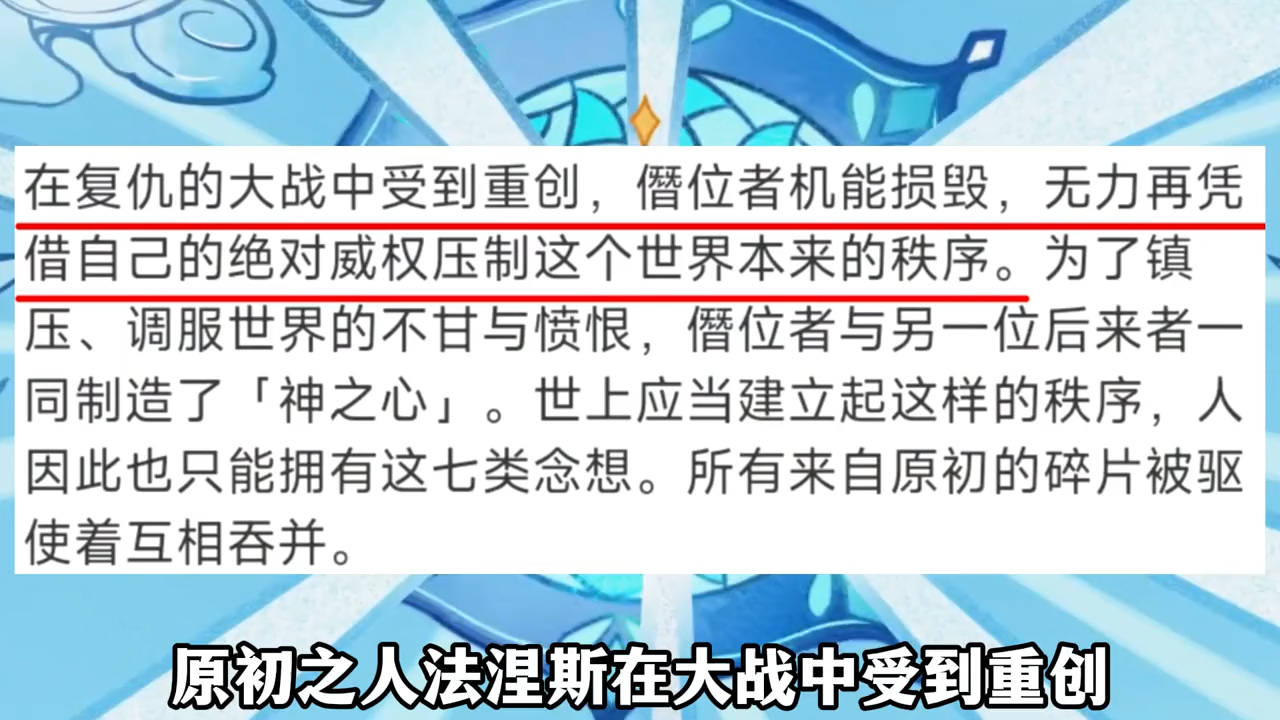 在复仇的大战中受到重创，僭位者机能损毁，无力再凭
借自己的绝对威权压制这个世界本来的秩序。为了镇
压、调服世界的不甘与愤恨，僭位者与另一位后来者一
同制造了「神之心」。世上应当建立起这样的秩序，人
因此也只能拥有这七类念想。所有来自原初的碎片被驱
使着互相吞并。
原初之人法涅斯在大战中受到重创